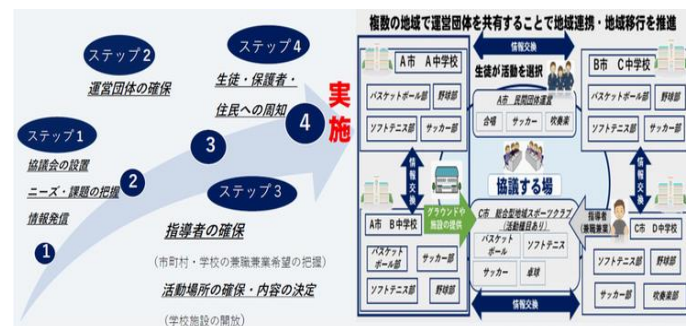 ステップ1
協議会の設置
ニーズ・課題の把握
情報発信
1
ステップ2
運営団体の確保
2
ステップ3
指導者の確保
(市町村・学校の兼職兼業希望の把握)
活動場所の確保・内容の決定
(学校施設の開放)
3
ステップ4
生徒・保護者・
住民への周知
4
実施
複数の地域で運営団体を共有することで地域連携・地域移行を推進
A市 A中学校
バスケットボール部
野球部
ソフトテニス部
サッカー部
情報交換
生徒が活動を選択
A市 民間団体運営
合唱
サッカー
吹奏楽
B市 C中学校
バスケットボール部
野球部
ソフトテニス部
サッカー部
情報交換
協議する場
情報交換
A市 B中学校
バスケットボール部
サッカー部
ソフトテニス部
野球部
グラウンドや
施設の提供
C市 総合型地域スポーツクラブ
(活動種目あり)
バスケット
ボール
ソフトテニス
サッカー
卓球
指導者
(兼職兼業)
C市 D中学校
ソフトテニス部
野球部
サッカー部
吹奏楽部
情報交換